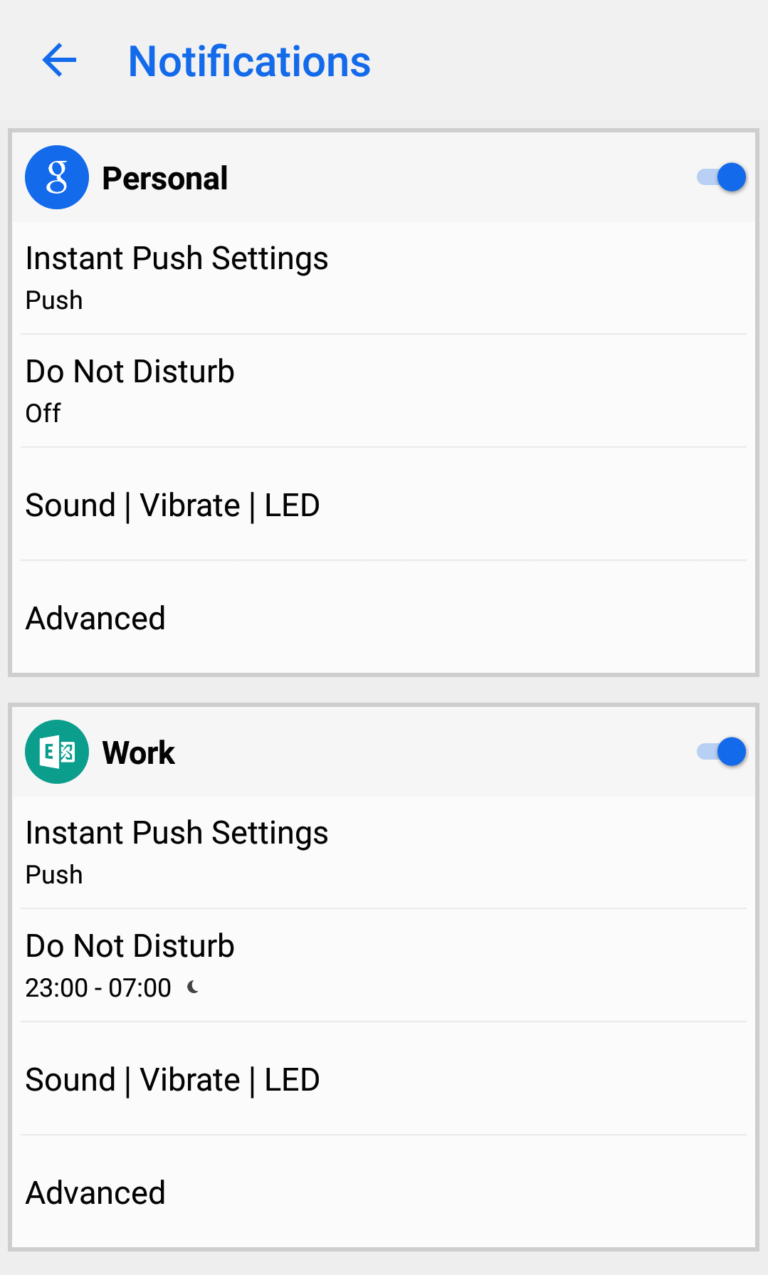 Notifications
g Personal
Instant Push Settings
Push
Do Not Disturb
Off
Sound | Vibrate | LED
Advanced
E Work
Instant Push Settings
Push
Do Not Disturb
23:00 - 07:00
Sound | Vibrate | LED
Advanced